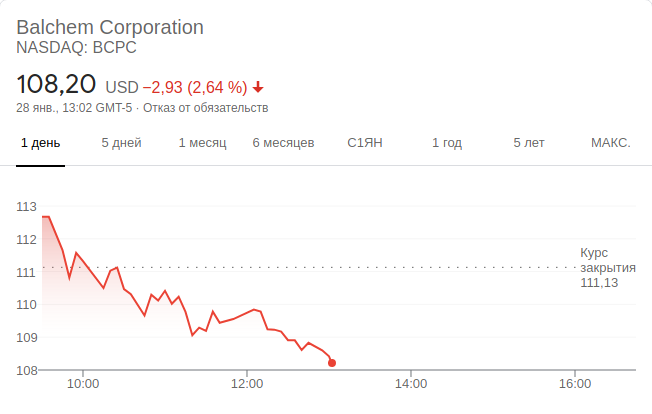 Balchem Corporation
NASDAQ: BCPC
108,20 USD −2,93 (2,64 %)
28 янв., 13:02 GMT-5 · Отказ от обязательств
1 день 5 дней 1 месяц 6 месяцев С1ЯН 1 год 5 лет МАКС.
113
112
Курс
закрытия
111,13
111
110
109
108
10:00 12:00 14:00 16:00